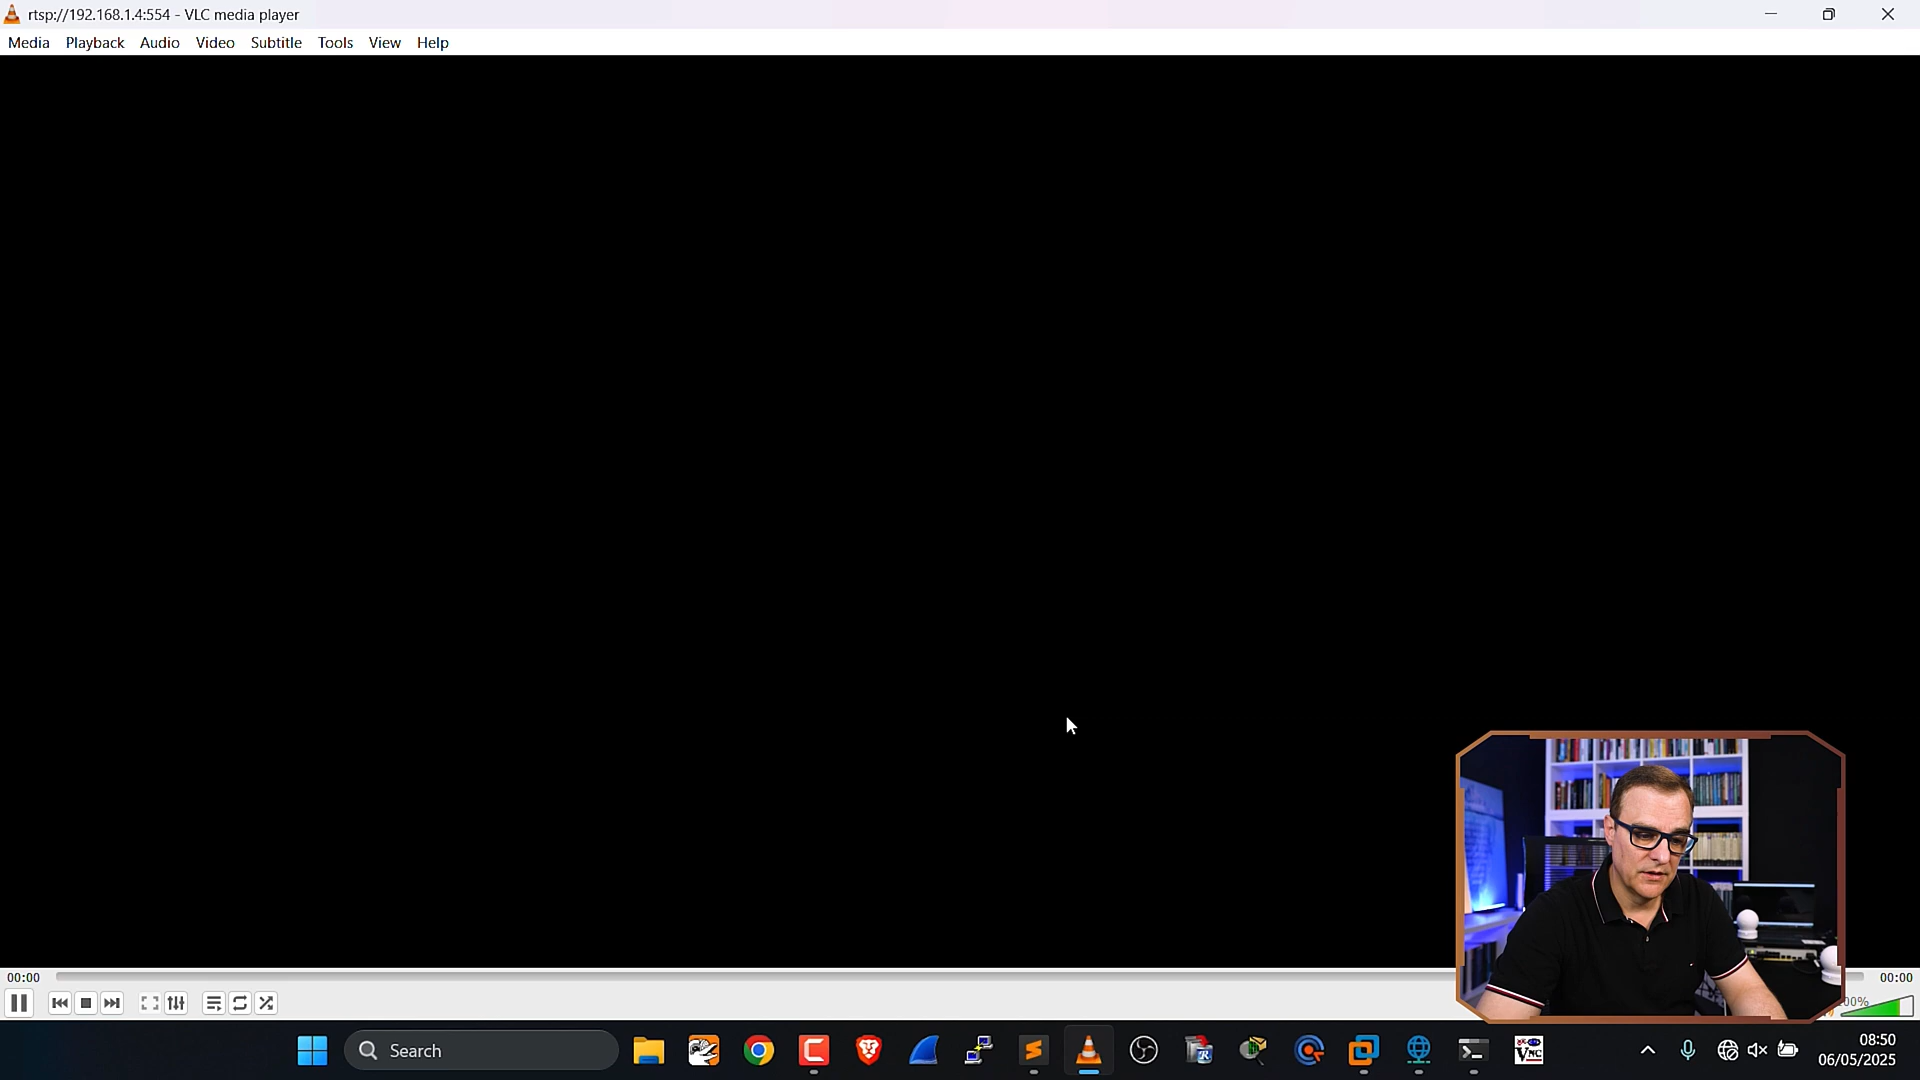 rtsp://192.168.1.4:554 - VLC media player
Media Playback Audio Video Subtitle Tools View Help
00:00
00:00
Search
VNC
08:50
06/05/2025